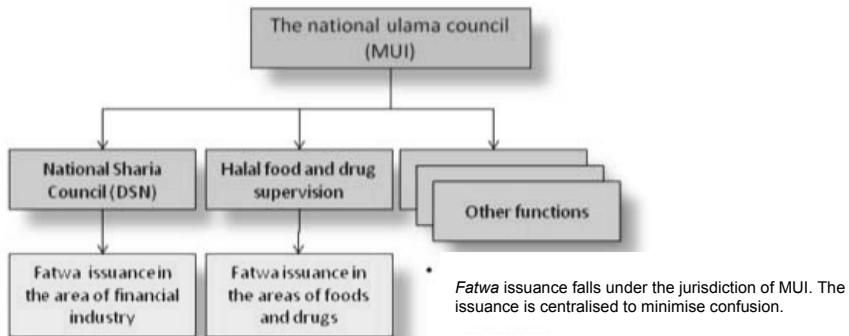 The national ulama council
(MUI)
National Sharia
Council (DSN)
Halal food and drug
supervision
Other functions
Fatwa issuance in
the area of financial
industry
Fatwa issuance in
the areas of foods
and drugs
• Fatwa issuance falls under the jurisdiction of MUI. The
issuance is centralised to minimise confusion.